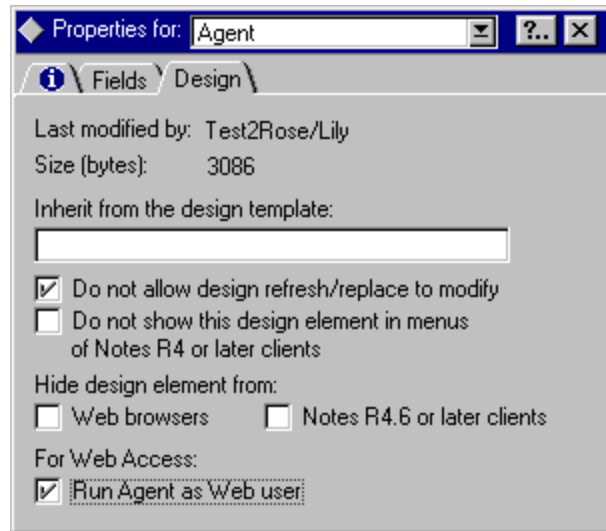 Properties for: Agent ?..
i Fields Design
Last modified by: Test2Rose/Lily
Size (bytes): 3086
Inherit from the design template:
Do not allow design refresh/replace to modify
Do not show this design element in menus
of Notes R4 or later clients
Hide design element from:
Web browsers Notes R4.6 or later clients
For Web Access:
Run Agent as Web user